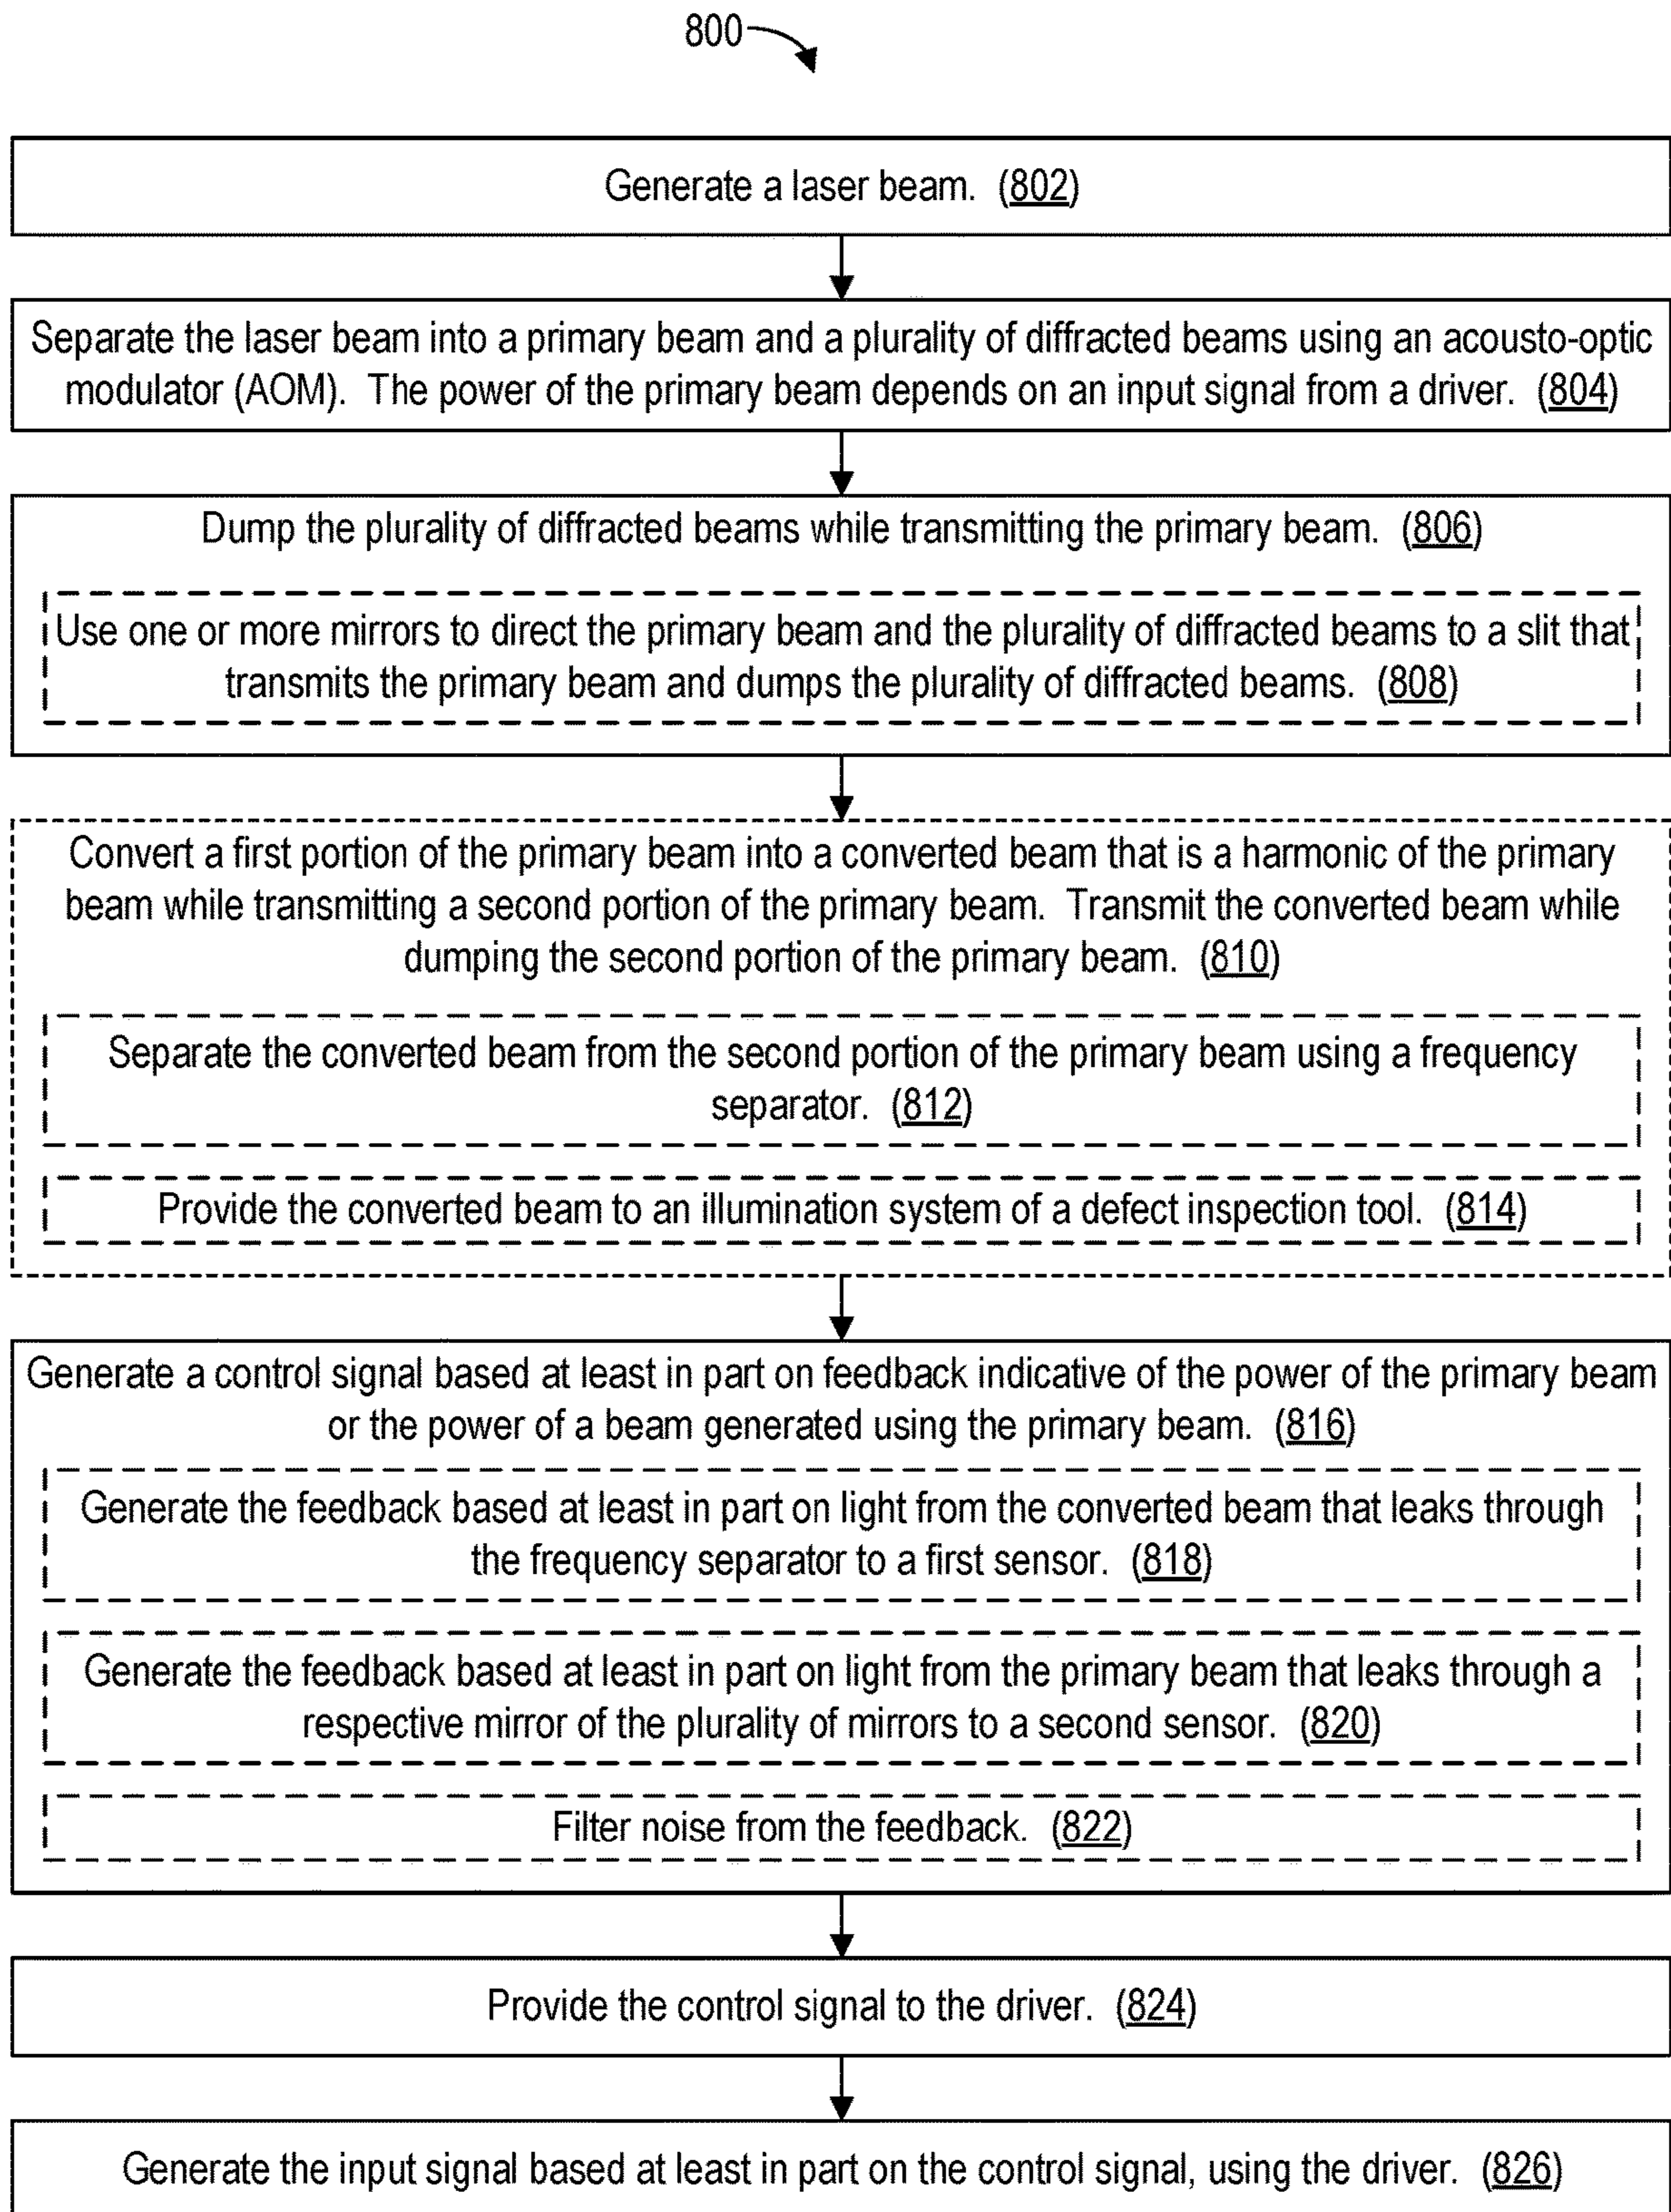 800
Generate a laser beam. (802)
Separate the laser beam into a primary beam and a plurality of diffracted beams using an acousto-optic
modulator (AOM). The power of the primary beam depends on an input signal from a driver. (804)
Dump the plurality of diffracted beams while transmitting the primary beam. (806)
Use one or more mirrors to direct the primary beam and the plurality of diffracted beams to a slit that
transmits the primary beam and dumps the plurality of diffracted beams. (808)
Convert a first portion of the primary beam into a converted beam that is a harmonic of the primary
beam while transmitting a second portion of the primary beam. Transmit the converted beam while
dumping the second portion of the primary beam. (810)
Separate the converted beam from the second portion of the primary beam using a frequency
separator. (812)
Provide the converted beam to an illumination system of a defect inspection tool. (814)
Generate a control signal based at least in part on feedback indicative of the power of the primary beam
or the power of a beam generated using the primary beam. (816)
Generate the feedback based at least in part on light from the converted beam that leaks through
the frequency separator to a first sensor. (818)
Generate the feedback based at least in part on light from the primary beam that leaks through a
respective mirror of the plurality of mirrors to a second sensor. (820)
Filter noise from the feedback. (822)
Provide the control signal to the driver. (824)
Generate the input signal based at least in part on the control signal, using the driver. (826)